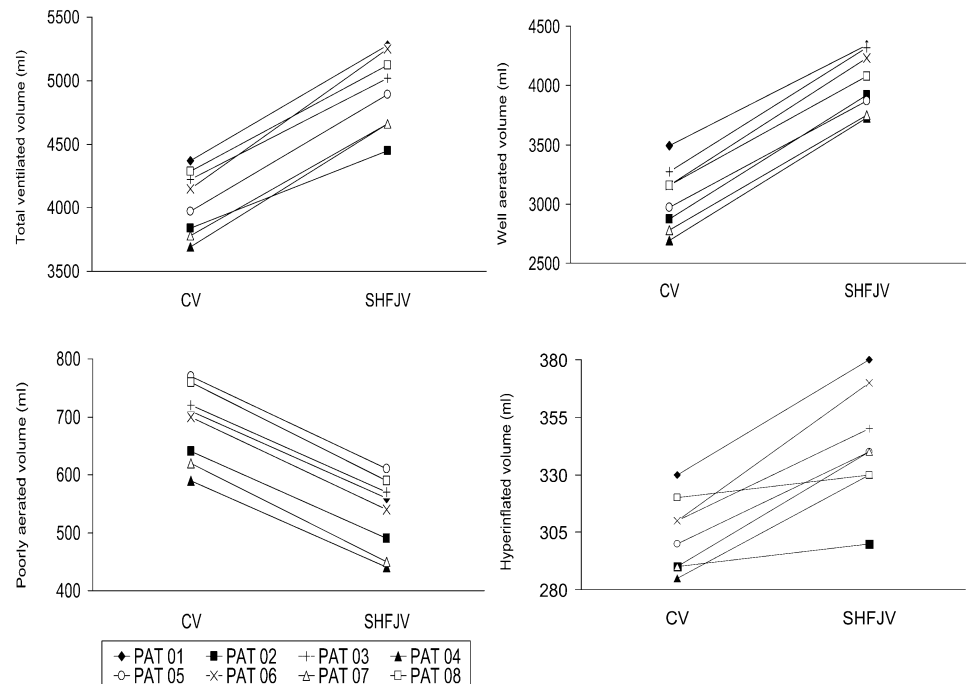 Total ventilated volume (ml)
5500
5000
4500
4000
3500
CV SHFJV
Well aerated volume (ml)
4500
4000
3500
3000
2500
CV SHFJV
Poorly aerated volume (ml)
800
700
600
500
400
CV SHFJV
Hyperinflated volume (ml)
380
355
330
305
280
CV SHFJV
PAT 01 PAT 02 PAT 03 PAT 04
PAT 05 PAT 06 PAT 07 PAT 08